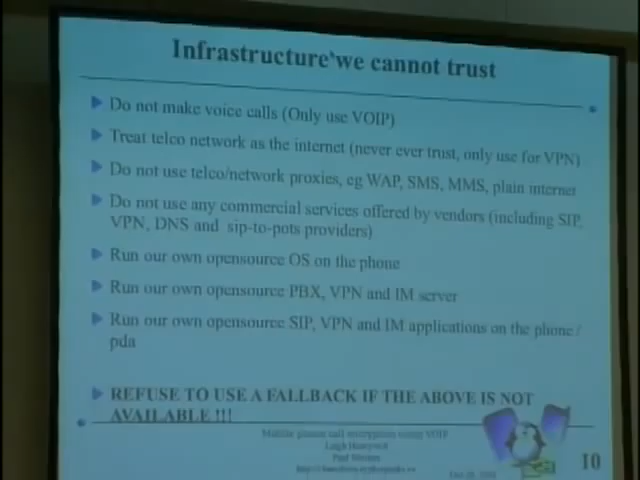 Infrastructure we cannot trust
Do not make voice calls (Only use VOIP)
Treat telco network as the internet (never ever trust, only use for VPN)
Do not use telco/network proxies, eg WAP, SMS, MMS, plain internet
Do not use any commercial services offered by vendors (including SIP,
VPN, DNS and sip-to-pots providers)
Run our own opensource OS on the phone
Run our own opensource PBX, VPN and IM server
Run our own opensource SIP, VPN and IM applications on the phone /
pda
REFUSE TO USE A FALLBACK IF THE ABOVE IS NOT
AVAILABLE !!!
Mobile phone call encryption using VOIP
Leigh Honeywell
Paul Wouters
10